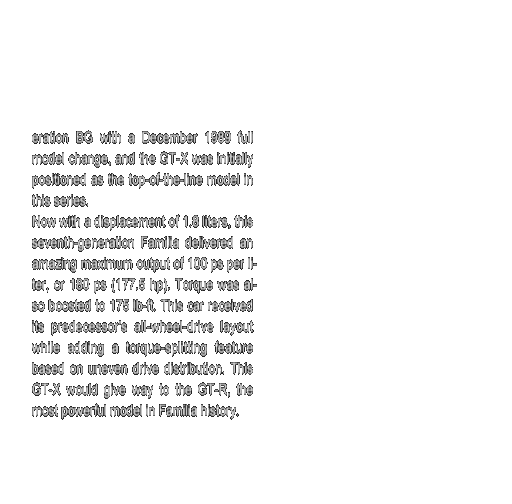 eration BG with a December 1989 full
model change, and the GT-X was initially
positioned as the top-of-the-line model in
this series.
Now with a displacement of 1.8 liters, this
seventh-generation Familia delivered an
amazing maximum output of 100 ps per li-
ter, or 180 ps (177.5 hp). Torque was al-
so boosted to 175 lb-ft. This car received
its predecessor's all-wheel-drive layout
while adding a torque-splitting feature
based on uneven drive distribution. This
GT-X would give way to the GT-R, the
most powerful model in Familia history.